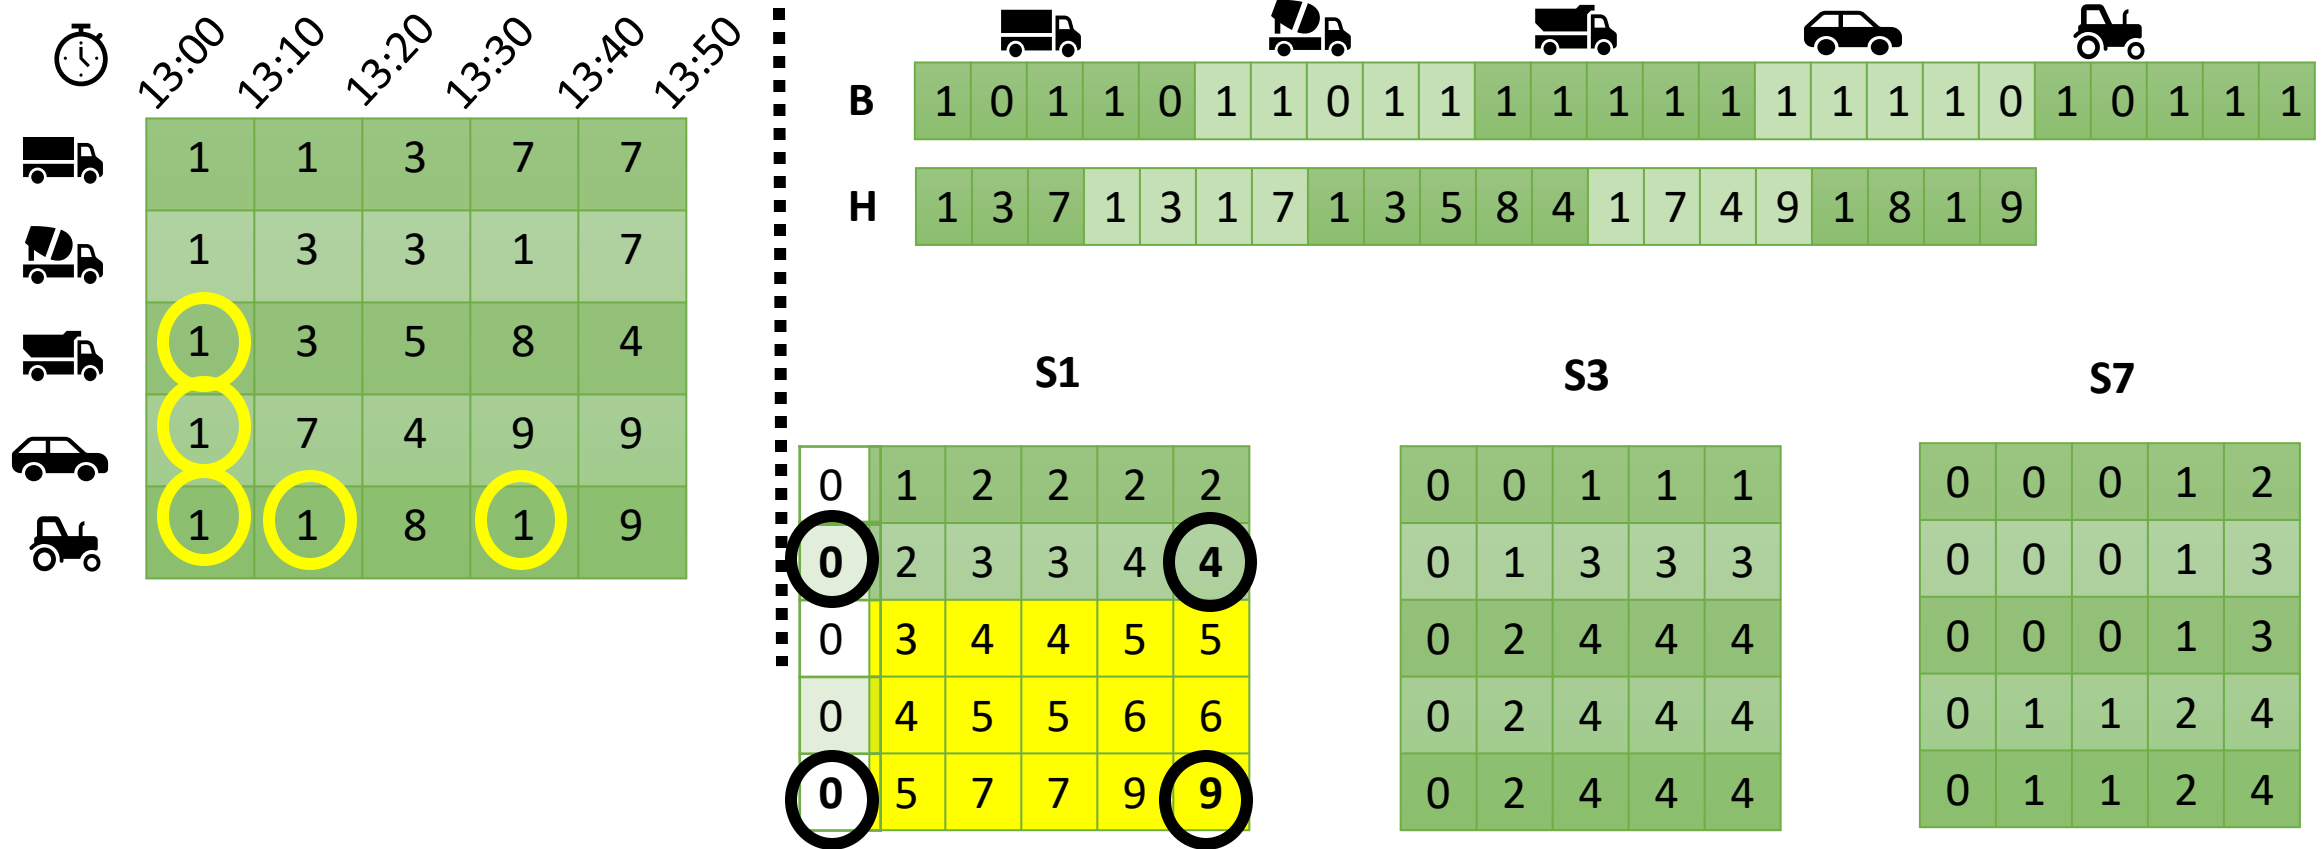 13:00 13:10 13:20 13:30 13:40 13:50
1 1 3 7 7
1 3 3 1 7
1 3 5 8 4
1 7 4 9 9
1 1 8 1 9
B 1 0 1 1 0 1 1 0 1 1 1 1 1 1 1 1 1 1 1 0 1 0 1 1 1
H 1 3 7 1 3 1 7 1 3 5 8 4 1 7 4 9 1 8 1 9
S1
0 1 2 2 2 2
0 2 3 3 4 4
0 3 4 4 5 5
0 4 5 5 6 6
0 5 7 7 9 9
S3
0 0 1 1 1
0 1 3 3 3
0 2 4 4 4
0 2 4 4 4
0 2 4 4 4
S7
0 0 0 1 2
0 0 0 1 3
0 0 0 1 3
0 1 1 2 4
0 1 1 2 4